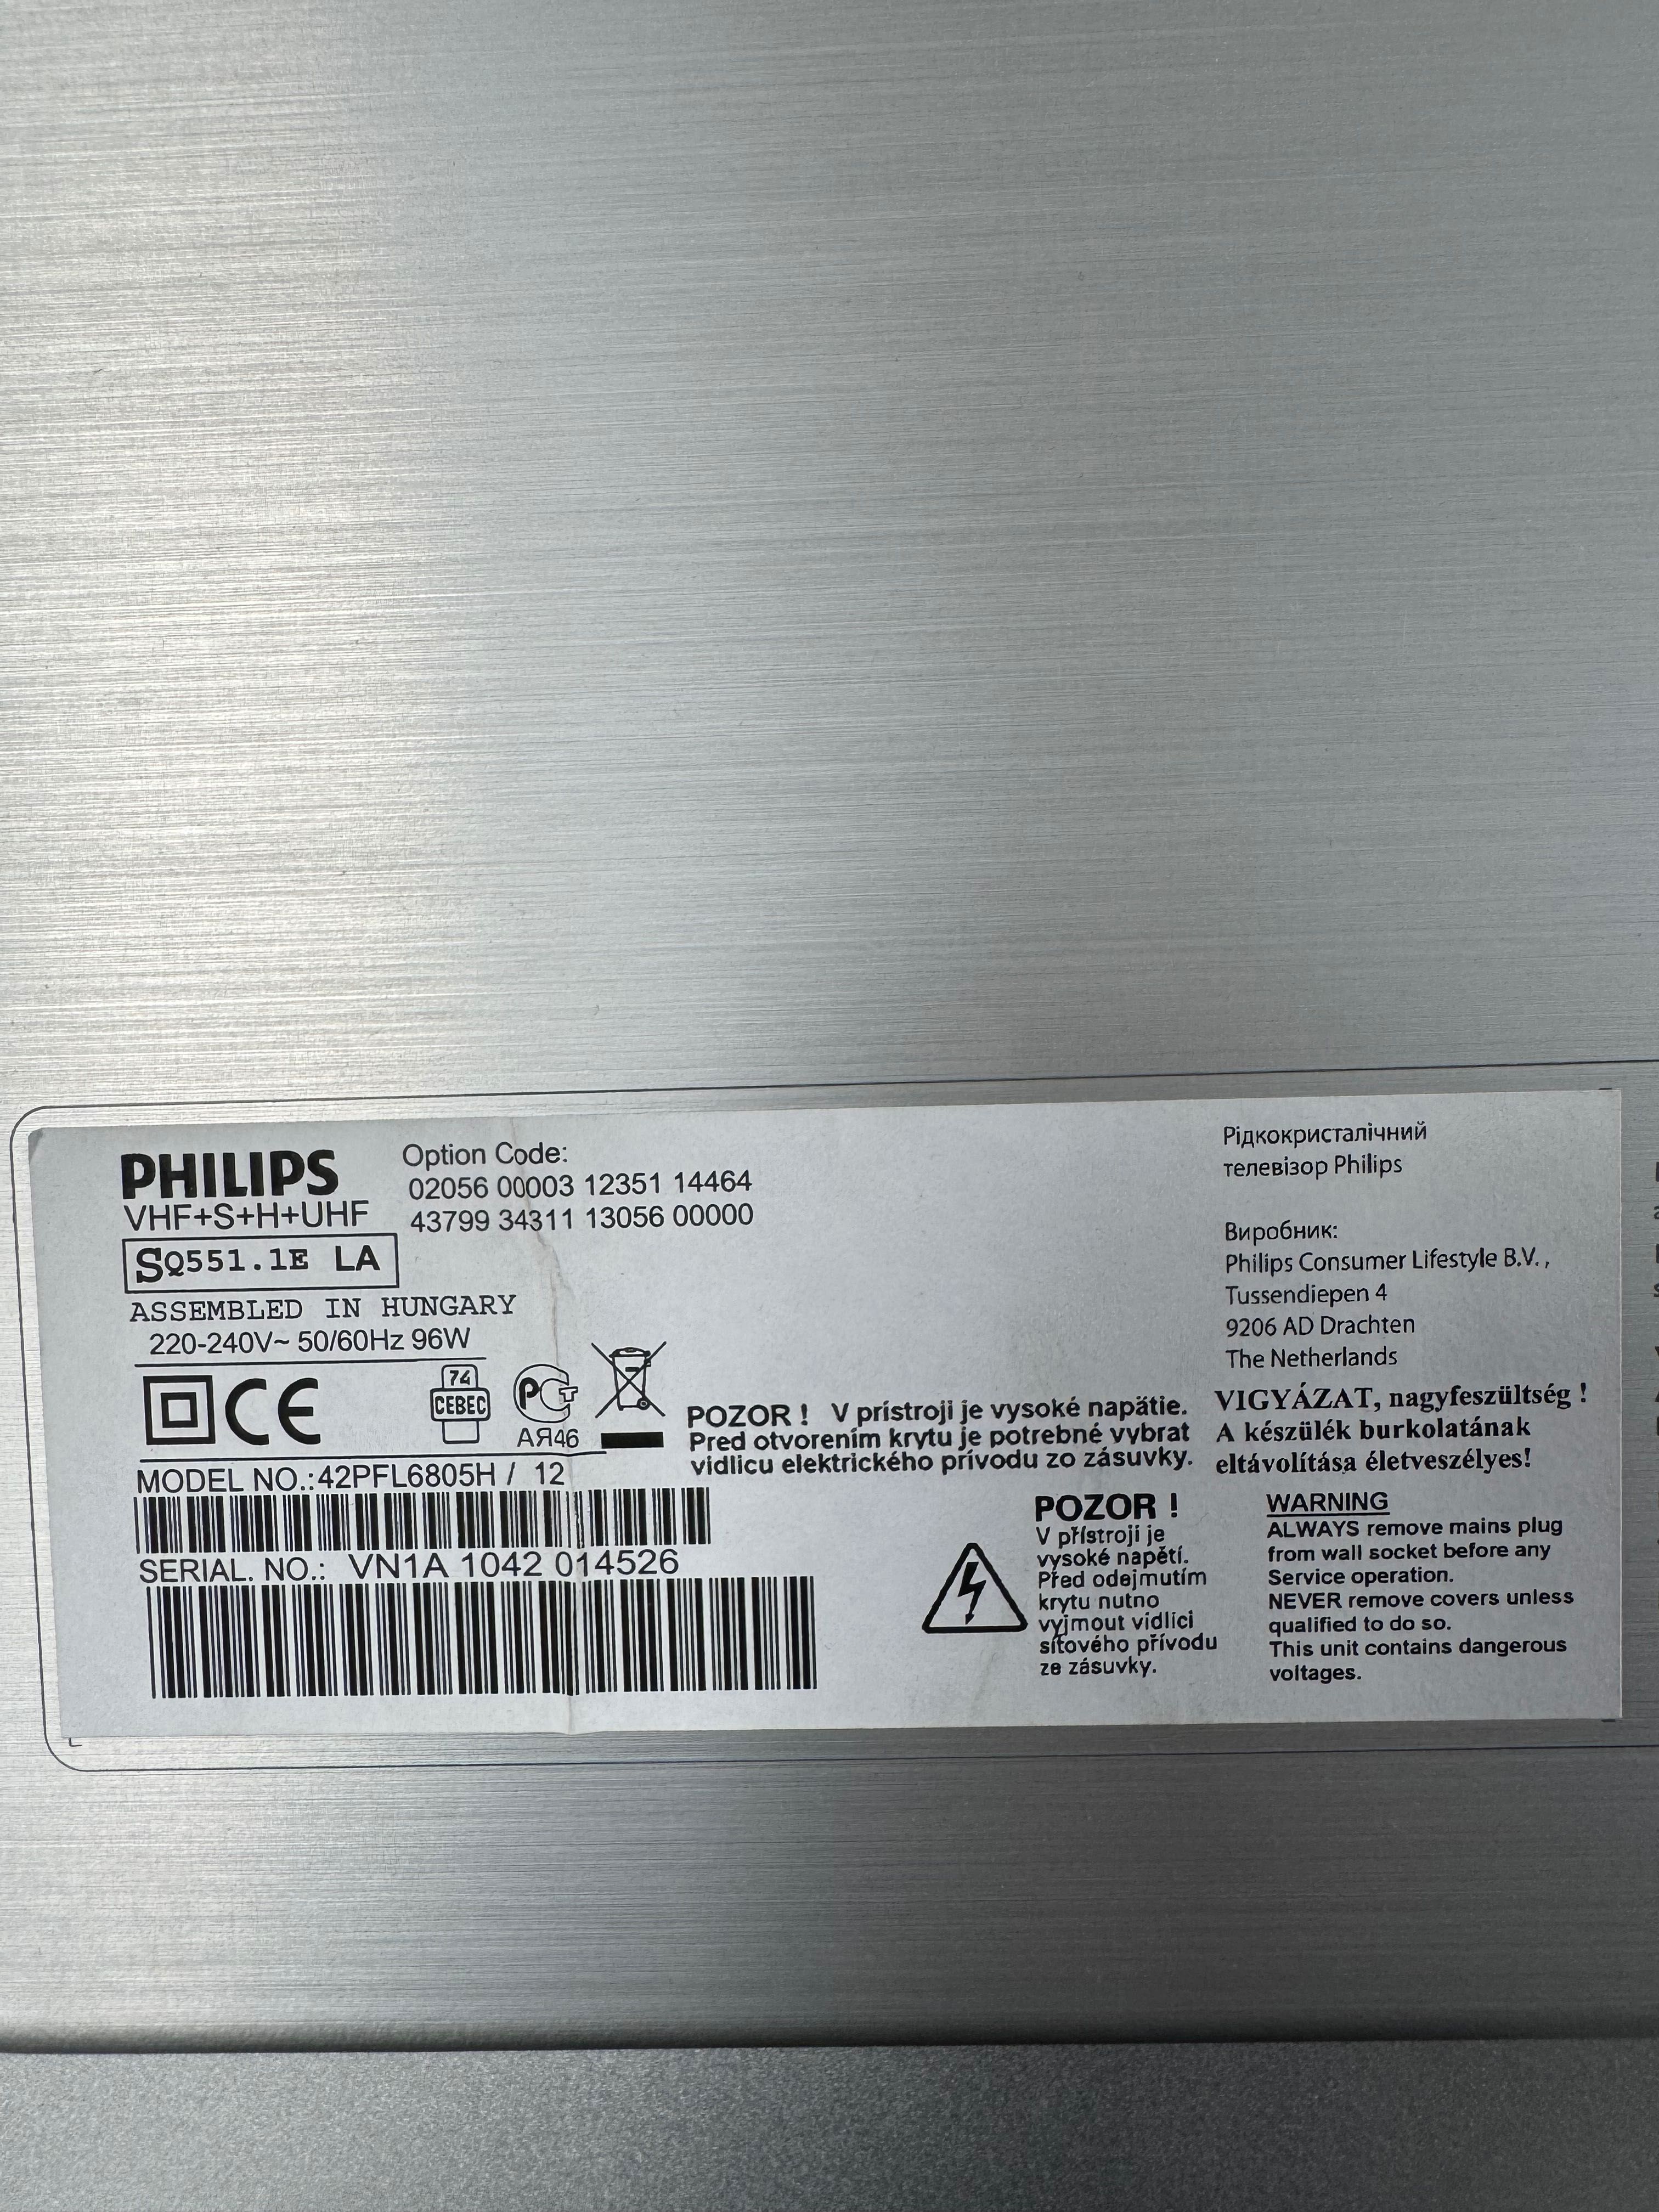 PHILIPS
VHF+S+H+UHF
Option Code:
02056 00003 12351 14464
43799 34311 13056 00000
SQ551.1E LA
ASSEMBLED IN HUNGARY
220-240V~ 50/60Hz 96W
CE
74
CEBEC
РСТ
АЯ46
MODEL NO.:42PFL6805H / 12
SERIAL. NO.: VN1A 1042 014526
POZOR ! V prístroji je vysoké napätie.
Pred otvorením krytu je potrebné vybrat
vidlicu elektrického prívodu zo zásuvky.
Рідкокристалічний
телевізор Philips
Виробник:
Philips Consumer Lifestyle B.V.,
Tussendiepen 4
9206 AD Drachten
The Netherlands
VIGYÁZAT, nagyfeszültség !
A készülék burkolatának
eltávolítása életveszélyes!
POZOR !
V přístroji je
vysoké napětí.
Před odejmutím
krytu nutno
vyjmout vidlici
síťového přívodu
ze zásuvky.
WARNING
ALWAYS remove mains plug
from wall socket before any
Service operation.
NEVER remove covers unless
qualified to do so.
This unit contains dangerous
voltages.